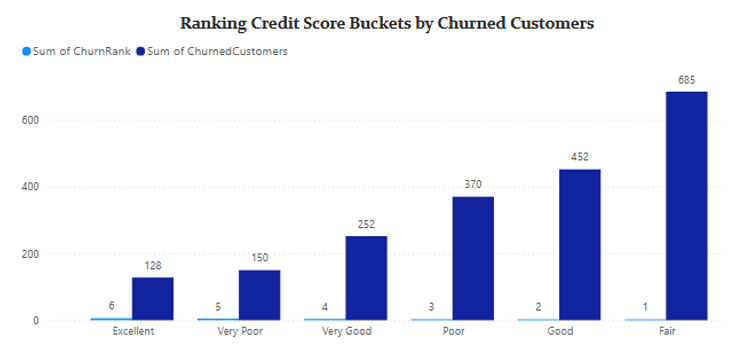 Ranking Credit Score Buckets by Churned Customers
Sum of ChurnRank Sum of ChurnedCustomers
685
600
452
400
370
252
200
150
128
6 5 4 3 2 1
0
Excellent Very Poor Very Good Poor Good Fair